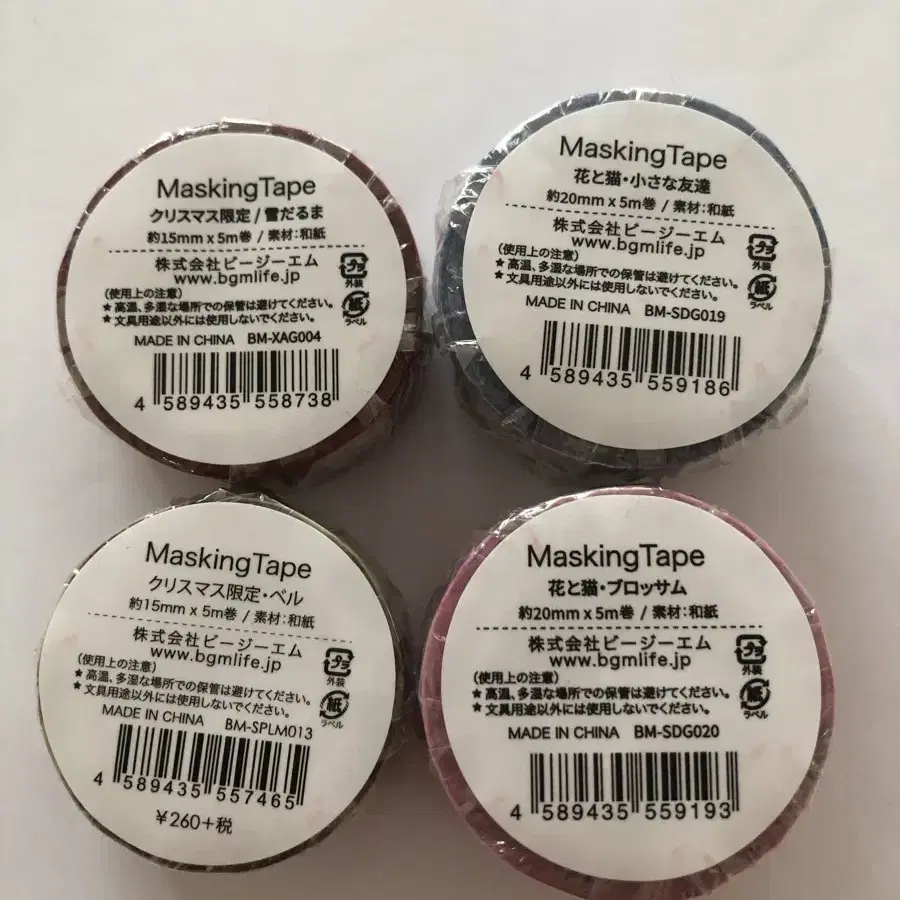 MaskingTape
クリスマス限定/雪だるま
約15mm x 5m巻 / 素材:和紙
株式会社ビージーエム
www.bgmlife.jp
プラ
外装
(使用上の注意)
★高温、多湿な場所での保管は避けてください。
★文具用途以外には使用しないでください。
紙
ラベル
MADE IN CHINA BM-XAG004
4 589435 558738
MaskingTape
花と猫・小さな友達
約20mm x 5m巻 / 素材:和紙
株式会社ビージーエム
www.bgmlife.jp
プラ
外装
(使用上の注意)
★高温、多湿な場所での保管は避けてください。
★文具用途以外には使用しないでください。
紙
ラベル
MADE IN CHINA BM-SDG019
4 589435 559186
MaskingTape
クリスマス限定・ベル
約15mm x 5m巻 / 素材:和紙
株式会社ビージーエム
www.bgmlife.jp
プラ
外装
(使用上の注意)
★高温、多湿な場所での保管は避けてください。
★文具用途以外には使用しないでください。
紙
ラベル
MADE IN CHINA BM-SPLM013
4 589435 557465
¥260+税
MaskingTape
花と猫・ブロッサム
約20mm x 5m巻 / 素材:和紙
株式会社ビージーエム
www.bgmlife.jp
プラ
外装
(使用上の注意)
★高温、多湿な場所での保管は避けてください。
★文具用途以外には使用しないでください。
紙
ラベル
MADE IN CHINA BM-SDG020
4 589435 559193